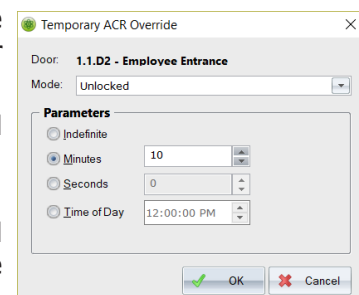 Temporary ACR Override
Door: 1.1.D2 - Employee Entrance
Mode: Unlocked
Parameters
Indefinite
Minutes 10
Seconds 0
Time of Day 12:00:00 PM
OK Cancel